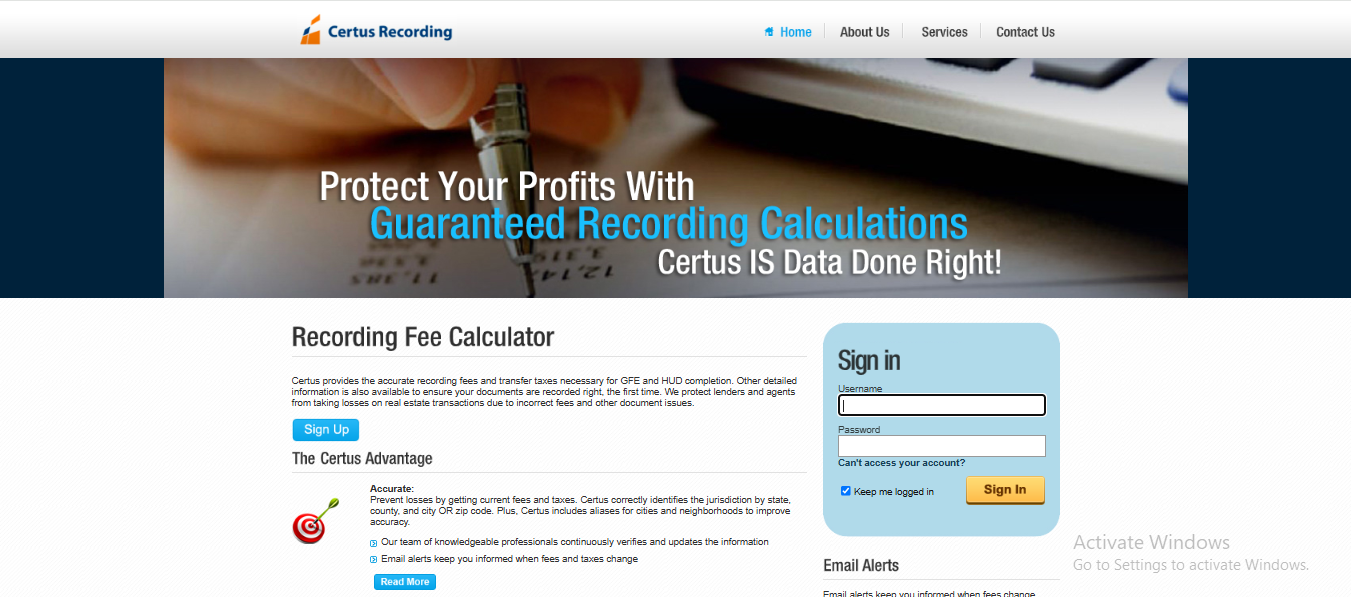 Certus Recording
Home
About Us
Services
Contact Us
Protect Your Profits With
Guaranteed Recording Calculations
Certus IS Data Done Right!
Recording Fee Calculator
Certus provides the accurate recording fees and transfer taxes necessary for GFE and HUD completion. Other detailed
information is also available to ensure your documents are recorded right, the first time. We protect lenders and agents
from taking losses on real estate transactions due to incorrect fees and other document issues.
Sign Up
The Certus Advantage
Accurate:
Prevent losses by getting current fees and taxes. Certus correctly identifies the jurisdiction by state,
county, and city OR zip code. Plus, Certus includes aliases for cities and neighborhoods to improve
accuracy.
Our team of knowledgeable professionals continuously verifies and updates the information
Email alerts keep you informed when fees and taxes change
Read More
Sign in
Username
Password
Can't access your account?
Keep me logged in
Sign In
Email Alerts
Email alerts keep you informed when fees change
Activate Windows
Go to Settings to activate Windows.